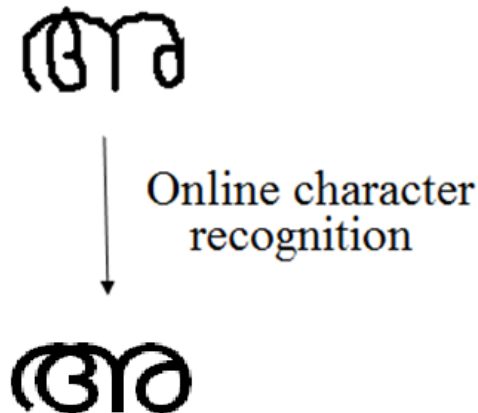 ആ
Online character
recognition
ആ